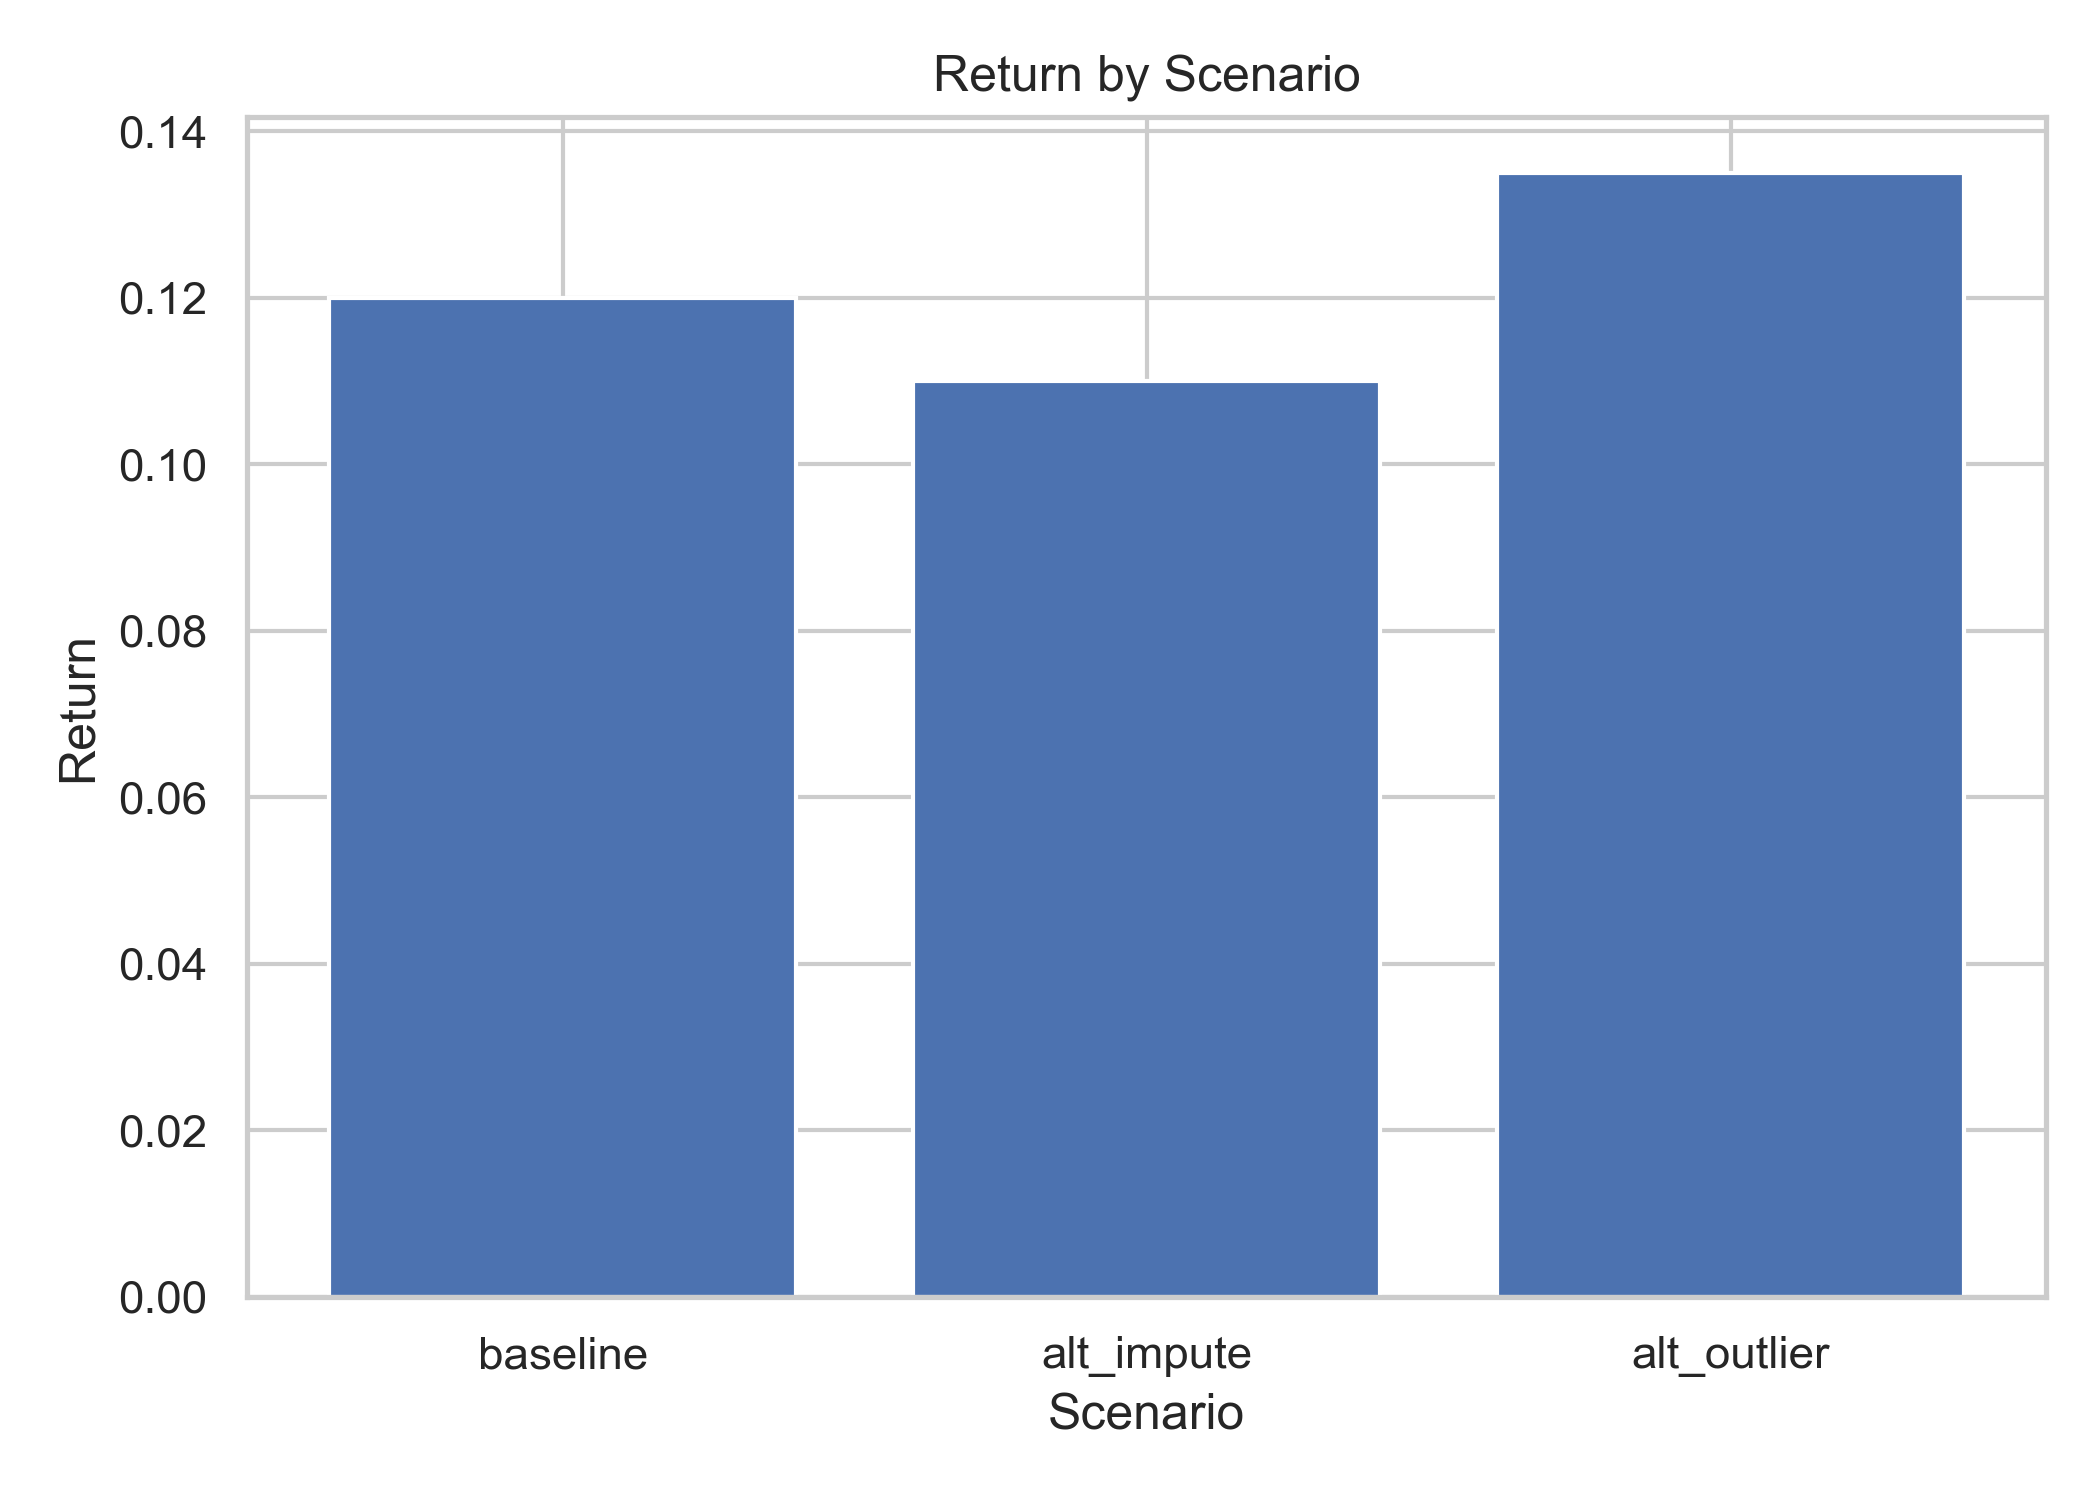 Return by Scenario
0.14
0.12
0.10
0.08
0.06
0.04
0.02
0.00
Return
baseline
alt_impute
alt_outlier
Scenario